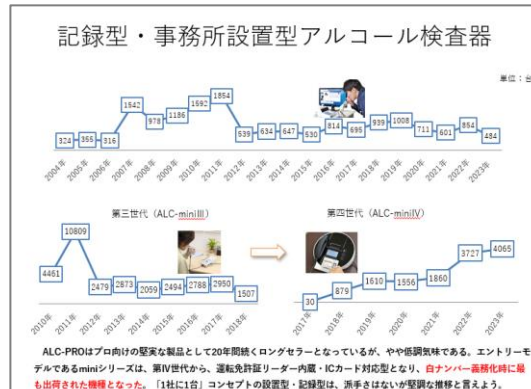 記録型・事務所設置型アルコール検査器
単位：台
324 355 316 1542 978 1186 1592 1854 539 634 647 530 814 695 939 1008 711 601 854 484
2004年 2005年 2006年 2007年 2008年 2009年 2010年 2011年 2012年 2013年 2014年 2015年 2016年 2017年 2018年 2019年 2020年 2021年 2022年 2023年
第三世代（ALC-miniⅢ）
第四世代（ALC-miniⅣ）
4461 10809 2479 2873 2059 2494 2788 2950 1507
30 879 1610 1556 1860 3727 4065
2010年 2011年 2012年 2013年 2014年 2015年 2016年 2017年 2018年
2017年 2018年 2019年 2020年 2021年 2022年 2023年
ALC-PROはプロ向けの堅実な製品として20年間続くロングセラーとなっているが、やや低調気味である。エントリーモ
デルであるminiシリーズは、第Ⅳ世代から、運転免許証リーダー内蔵・ICカード対応型となり、白ナンバー義務化時に最
も出荷された機種となった。「1社に1台」コンセプトの設置型・記録型は、派手さはないが堅調な推移と言えよう。